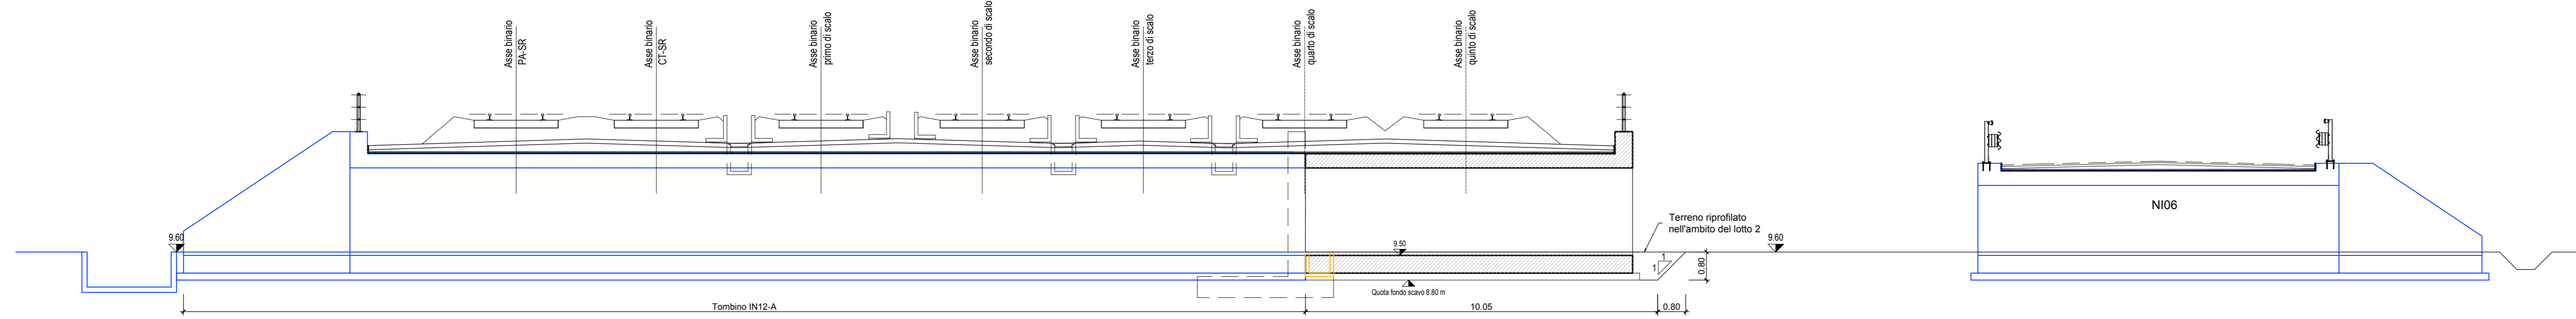 Asse binario
PA-SR
Asse binario
CT-SR
Asse binario
primo di scalo
Asse binario
secondo di scalo
Asse binario
terzo di scalo
Asse binario
quarto di scalo
Asse binario
quinto di scalo
9.60
9.50
Terreno riprofilato
nell'ambito del lotto 2
9.60
NI06
1
1
0.80
Quota fondo scavo 8.80 m
Tombino IN12-A
10.05
0.80